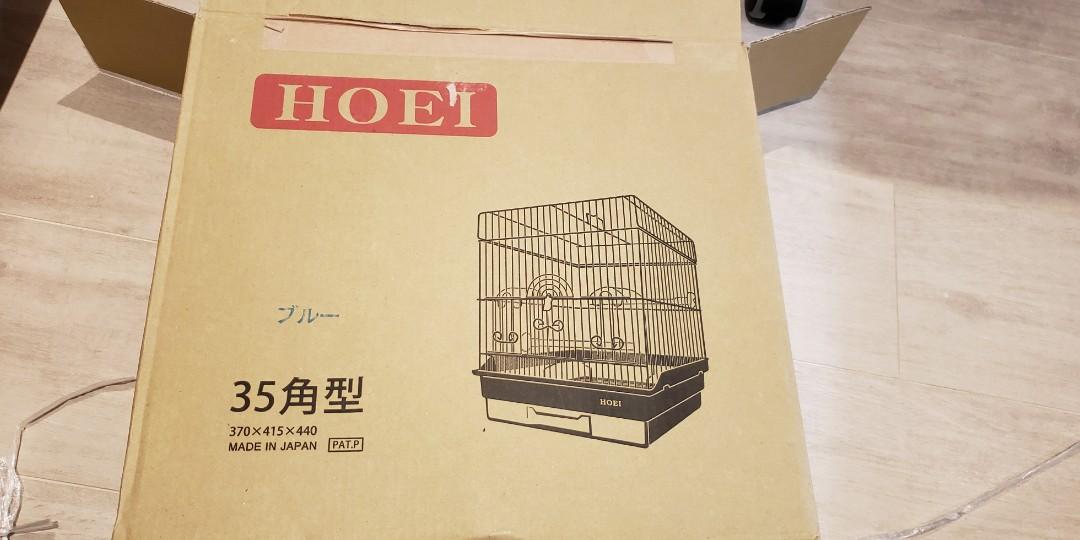 HOEI
ブルー
35角型
370×415×440
MADE IN JAPAN PAT.P
HOEI